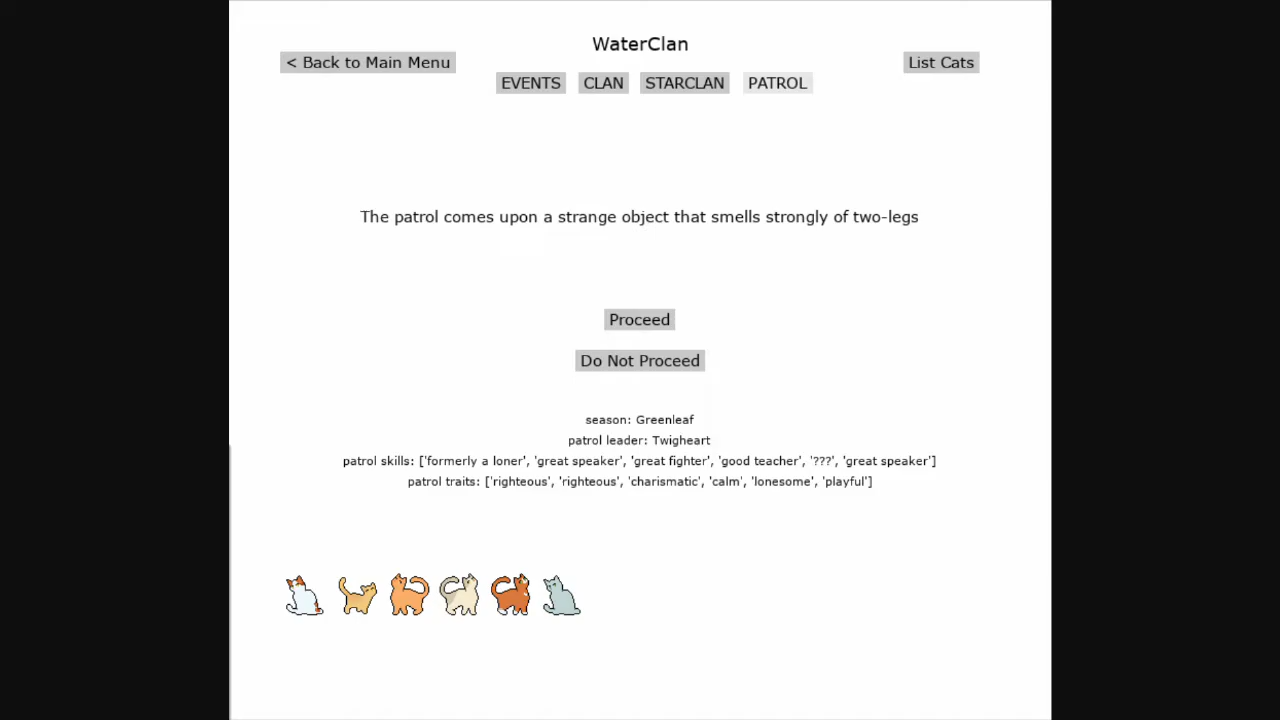 WaterClan
< Back to Main Menu
List Cats
EVENTS CLAN STARCLAN PATROL
The patrol comes upon a strange object that smells strongly of two-legs
Proceed
Do Not Proceed
season: Greenleaf
patrol leader: Twigheart
patrol skills: ['formerly a loner', 'great speaker', 'great fighter', 'good teacher', '???', 'great speaker']
patrol traits: ['righteous', 'righteous', 'charismatic', 'calm', 'lonesome', 'playful']